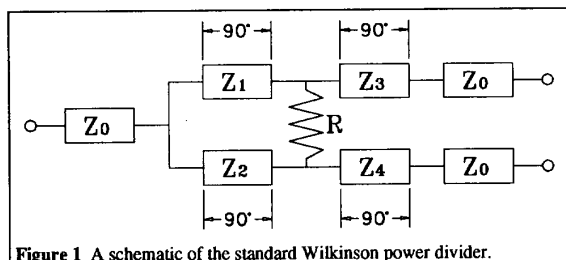 90° 90°
Z1 Z3 Z0
Z0 R
Z2 Z4 Z0
90° 90°
Figure 1 A schematic of the standard Wilkinson power divider.